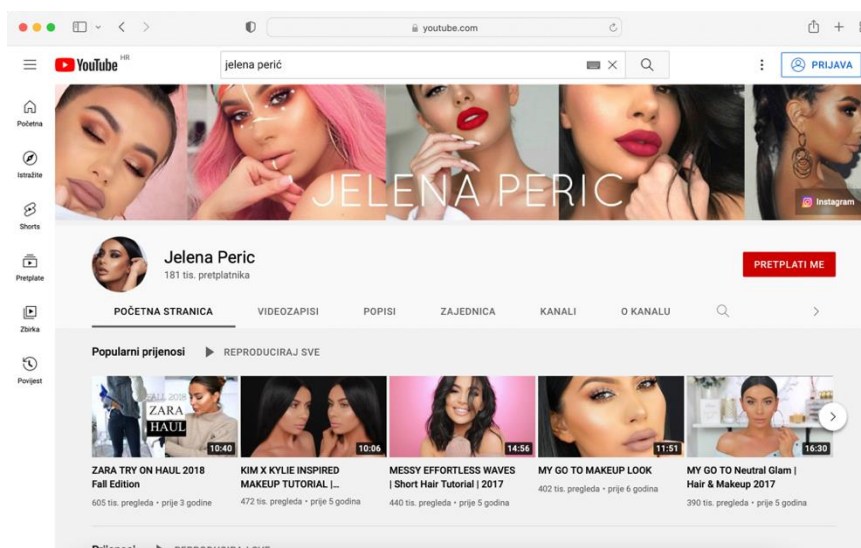 youtube.com
YouTube HR
jelena perić
PRIJAVA
Početna
Istražite
Shorts
Pretplate
Zbirka
Povijest
JELENA PERIC
Instagram
Jelena Peric
181 tis. pretplatnika
PRETPLATI ME
POČETNA STRANICA VIDEOZAPISI POPISI ZAJEDNICA KANALI O KANALU
Popularni prijenosi REPRODUCIRAJ SVE
FALL 2018
ZARA
HAUL
10:40
10:06
14:56
11:51
16:30
ZARA TRY ON HAUL 2018
Fall Edition
605 tis. pregleda • prije 3 godine
KIM X KYLIE INSPIRED
MAKEUP TUTORIAL |...
472 tis. pregleda • prije 5 godina
MESSY EFFORTLESS WAVES
| Short Hair Tutorial | 2017
440 tis. pregleda • prije 5 godina
MY GO TO MAKEUP LOOK
402 tis. pregleda • prije 6 godina
MY GO TO Neutral Glam |
Hair & Makeup 2017
390 tis. pregleda • prije 5 godina